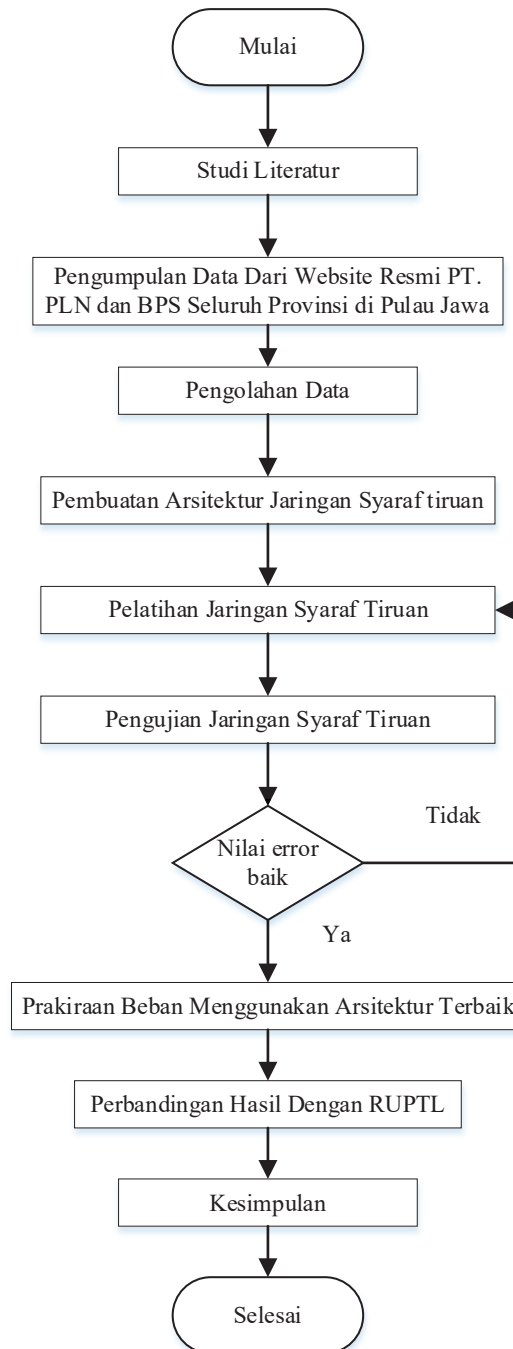 Mulai
Studi Literatur
Pengumpulan Data Dari Website Resmi PT.
PLN dan BPS Seluruh Provinsi di Pulau Jawa
Pengolahan Data
Pembuatan Arsitektur Jaringan Syaraf tiruan
Pelatihan Jaringan Syaraf Tiruan
Pengujian Jaringan Syaraf Tiruan
Tidak
Nilai error
baik
Ya
Prakiraan Beban Menggunakan Arsitektur Terbaik
Perbandingan Hasil Dengan RUPTL
Kesimpulan
Selesai